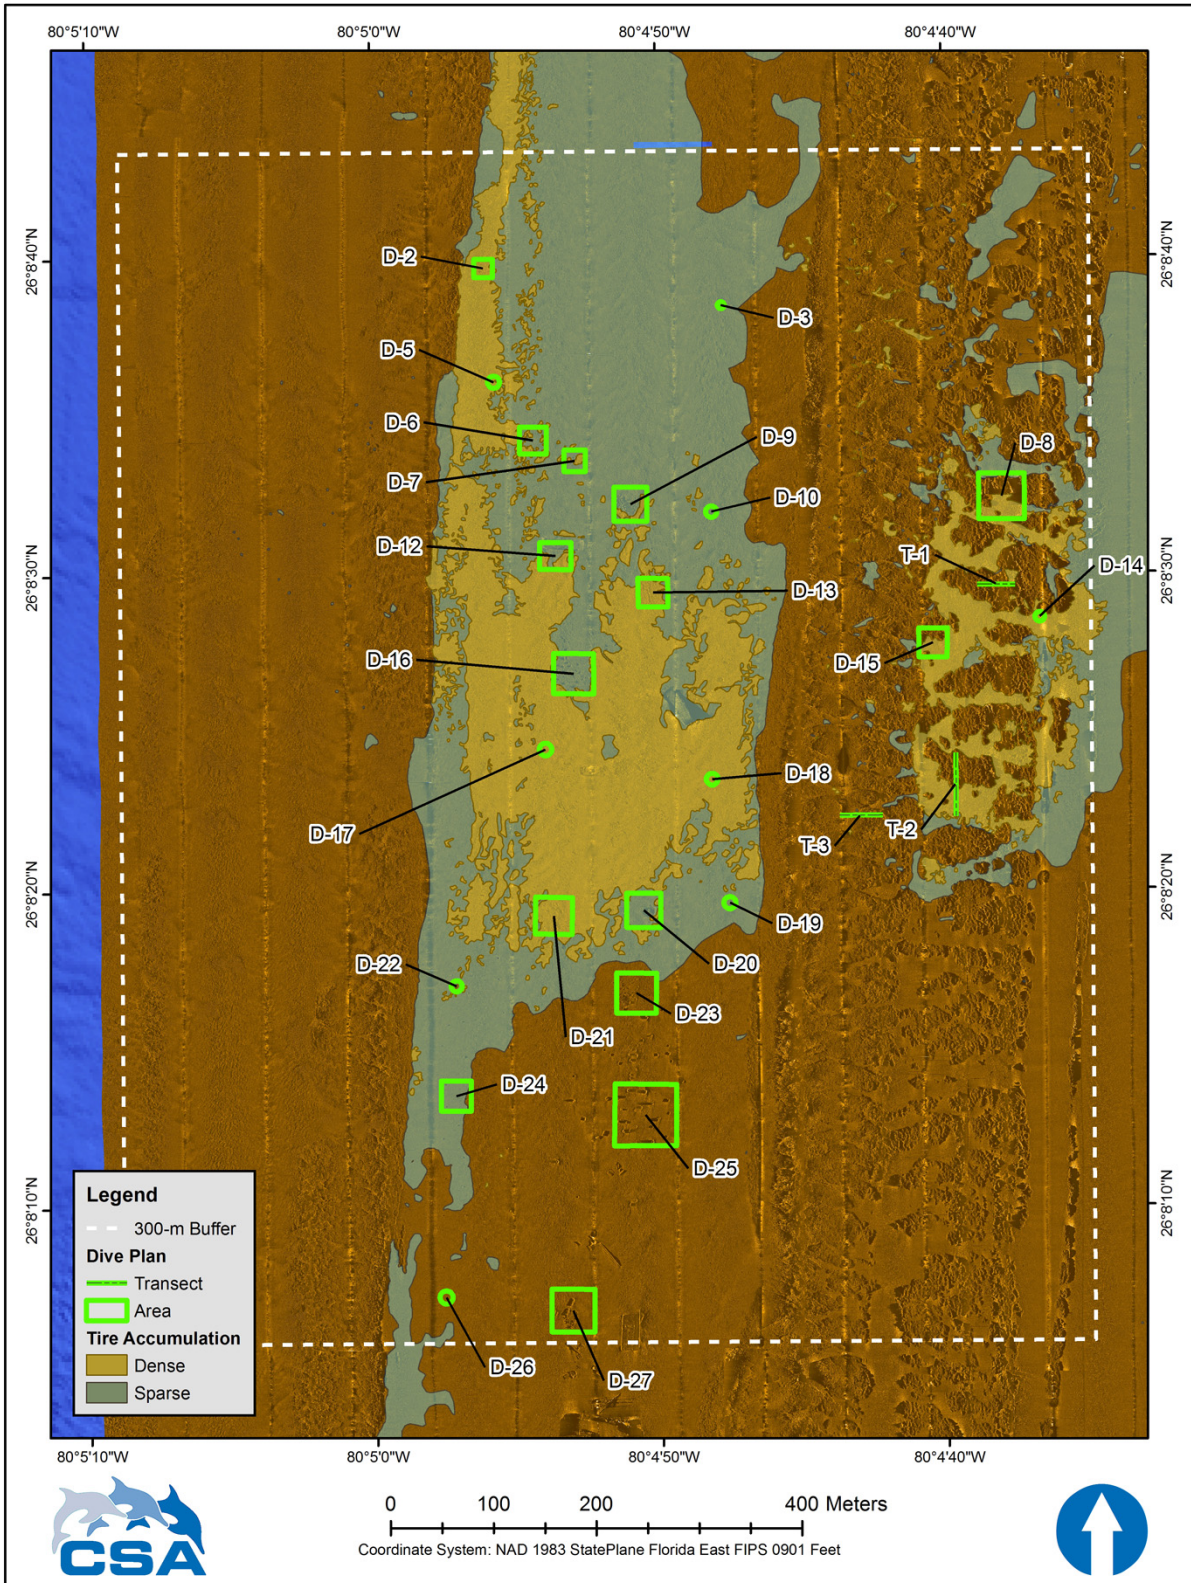 80°5'10"W
80°5'0"W
80°4'50"W
80°4'40"W
26°8'40"N
26°8'40"N
D-2
D-3
D-5
D-6
D-9
D-8
D-7
D-10
D-12
T-1
D-14
26°8'30"N
26°8'30"N
D-13
D-16
D-15
D-18
D-17
T-3
T-2
26°8'20"N
26°8'20"N
D-19
D-22
D-20
D-23
D-21
D-24
D-25
26°8'10"N
26°8'10"N
Legend
300-m Buffer
Dive Plan
Transect
Area
Tire Accumulation
Dense
Sparse
D-26
D-27
80°5'10"W
80°5'0"W
80°4'50"W
80°4'40"W
CSA
0 100 200 400 Meters
Coordinate System: NAD 1983 StatePlane Florida East FIPS 0901 Feet